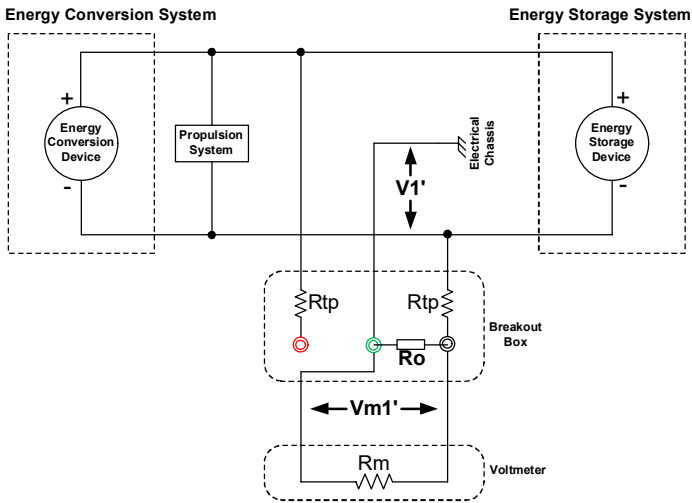 Energy Conversion System
Energy Storage System
+
Energy
Conversion
Device
-
Propulsion
System
Electrical
Chassis
V1'
+
Energy
Storage
Device
-
Rtp
Rtp
Ro
Breakout
Box
Vm1'
Rm
Voltmeter